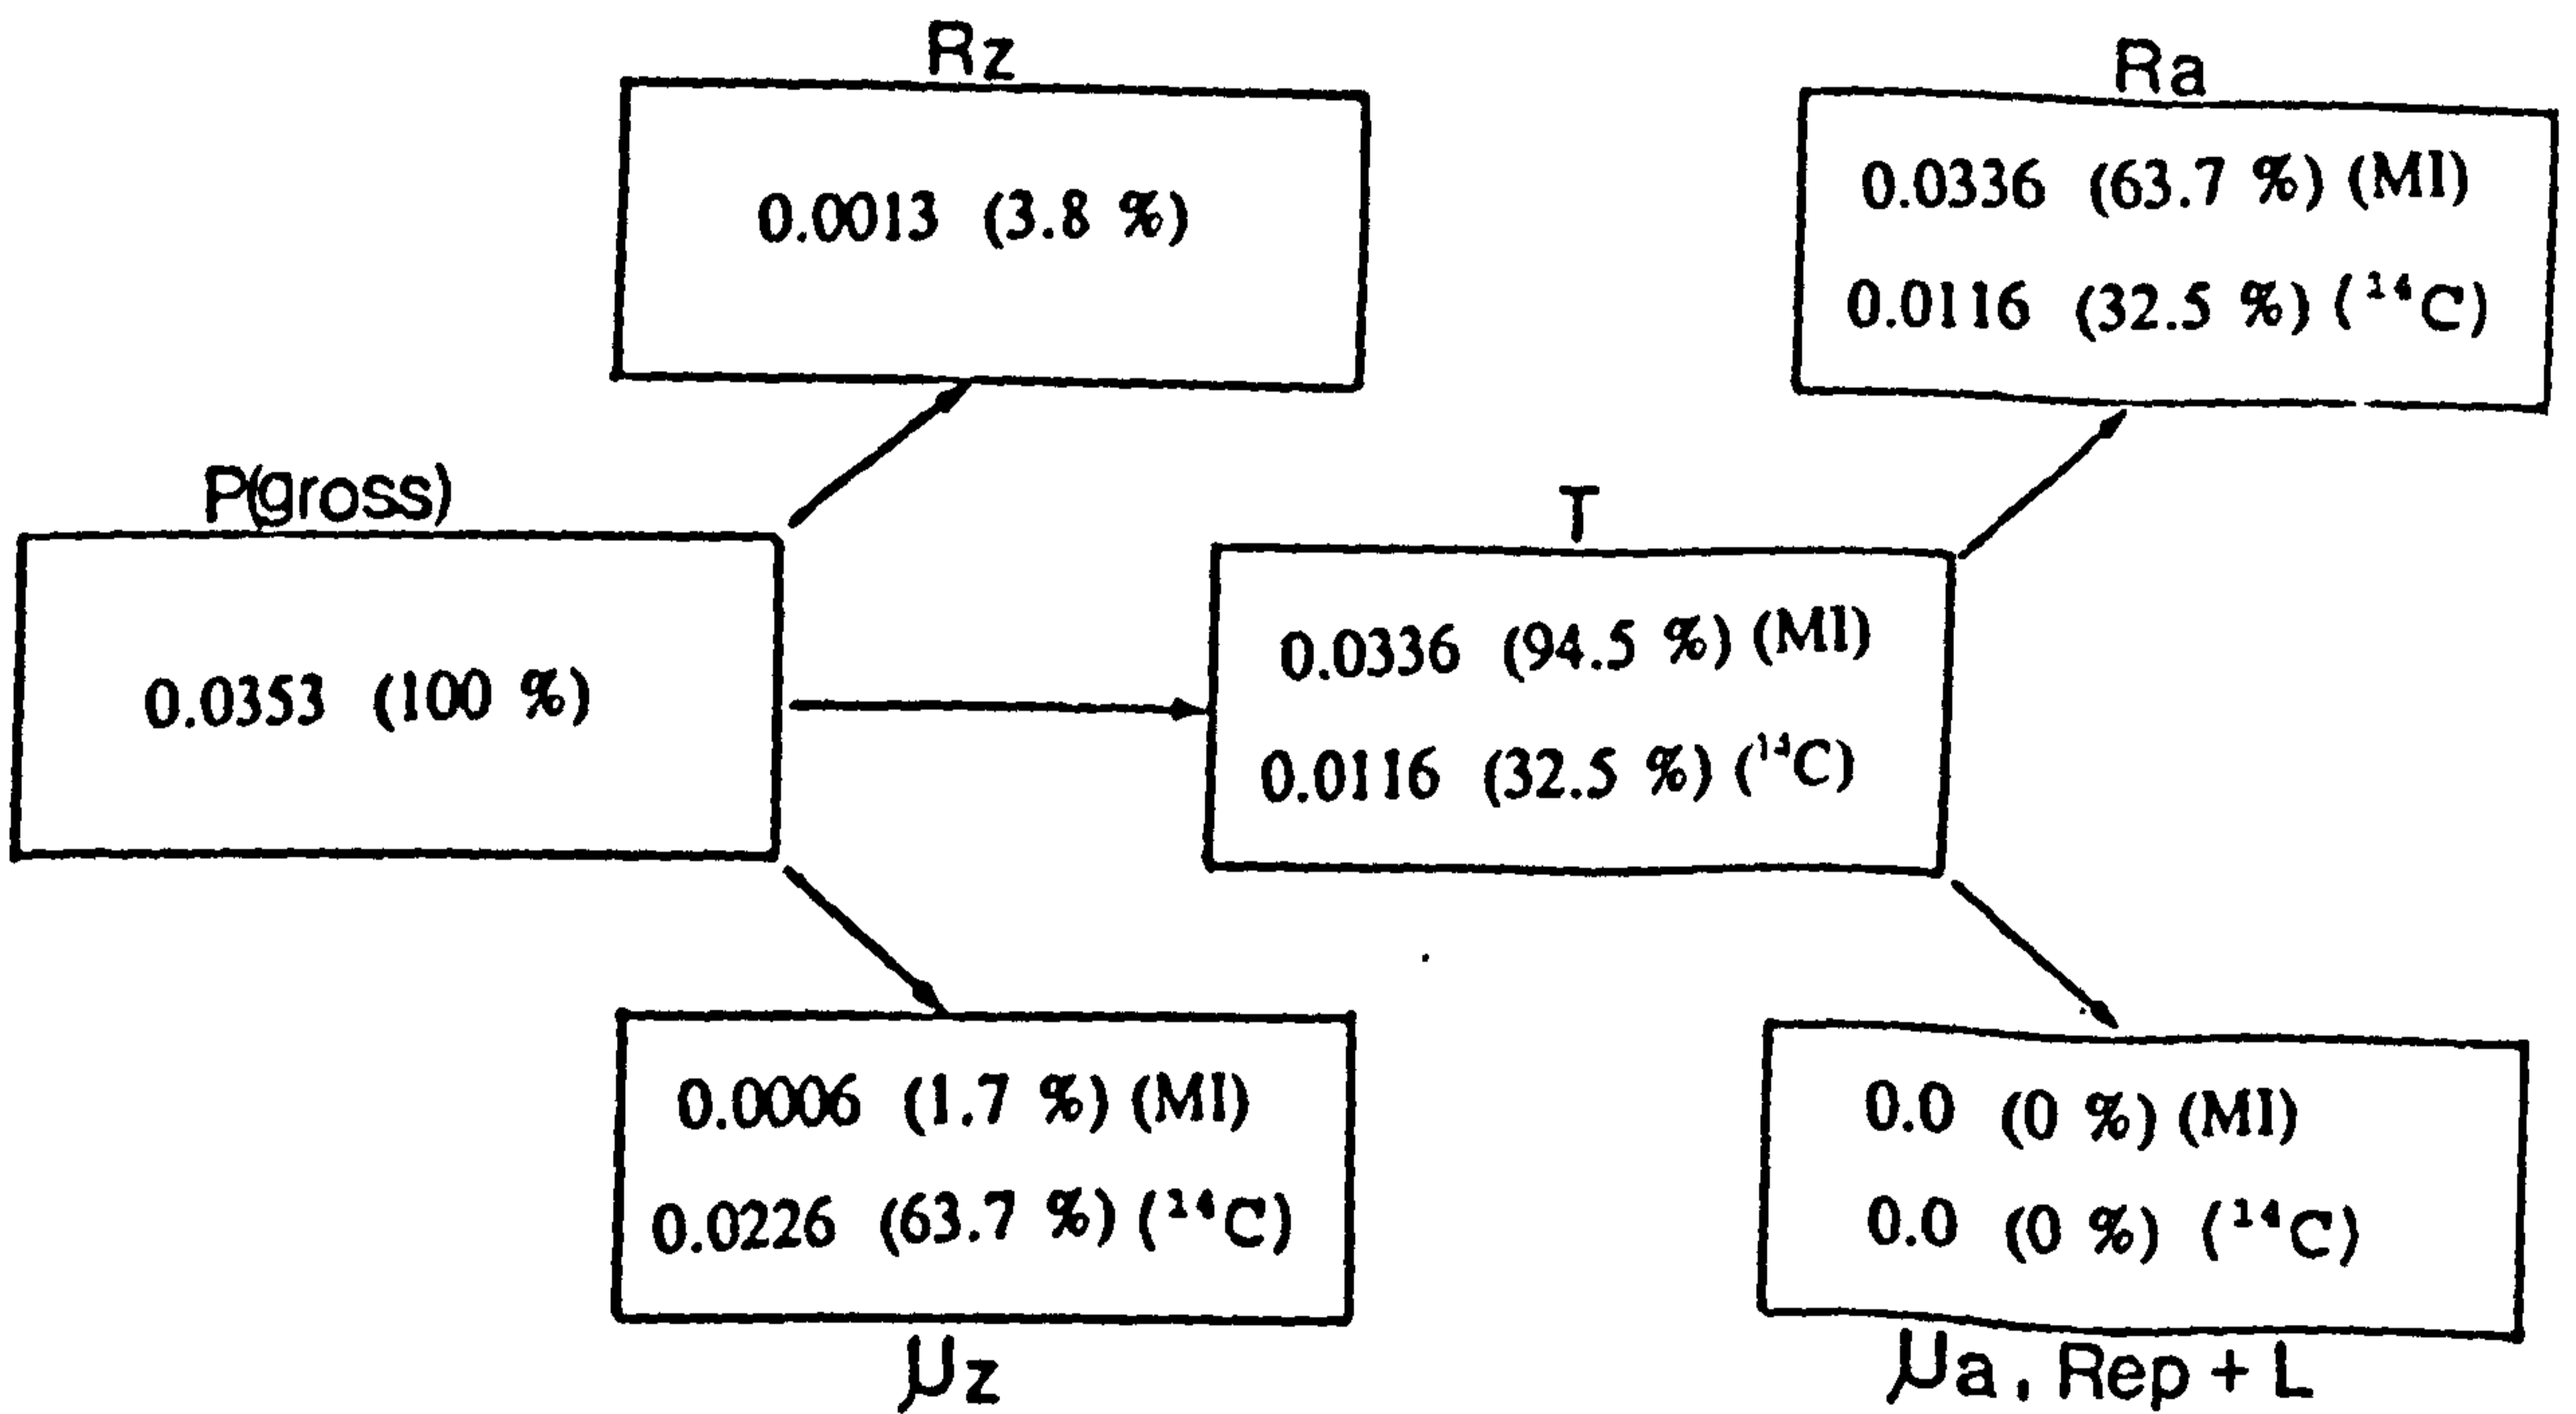 Rz
0.0013 (3.8 %)
Ra
0.0336 (63.7 %) (MI)
0.0116 (32.5 %) (¹⁴C)
P(gross)
0.0353 (100 %)
T
0.0336 (94.5 %) (MI)
0.0116 (32.5 %) (¹⁴C)
0.0006 (1.7 %) (MI)
0.0226 (63.7 %) (¹⁴C)
μz
0.0 (0 %) (MI)
0.0 (0 %) (¹⁴C)
μa, Rep + L